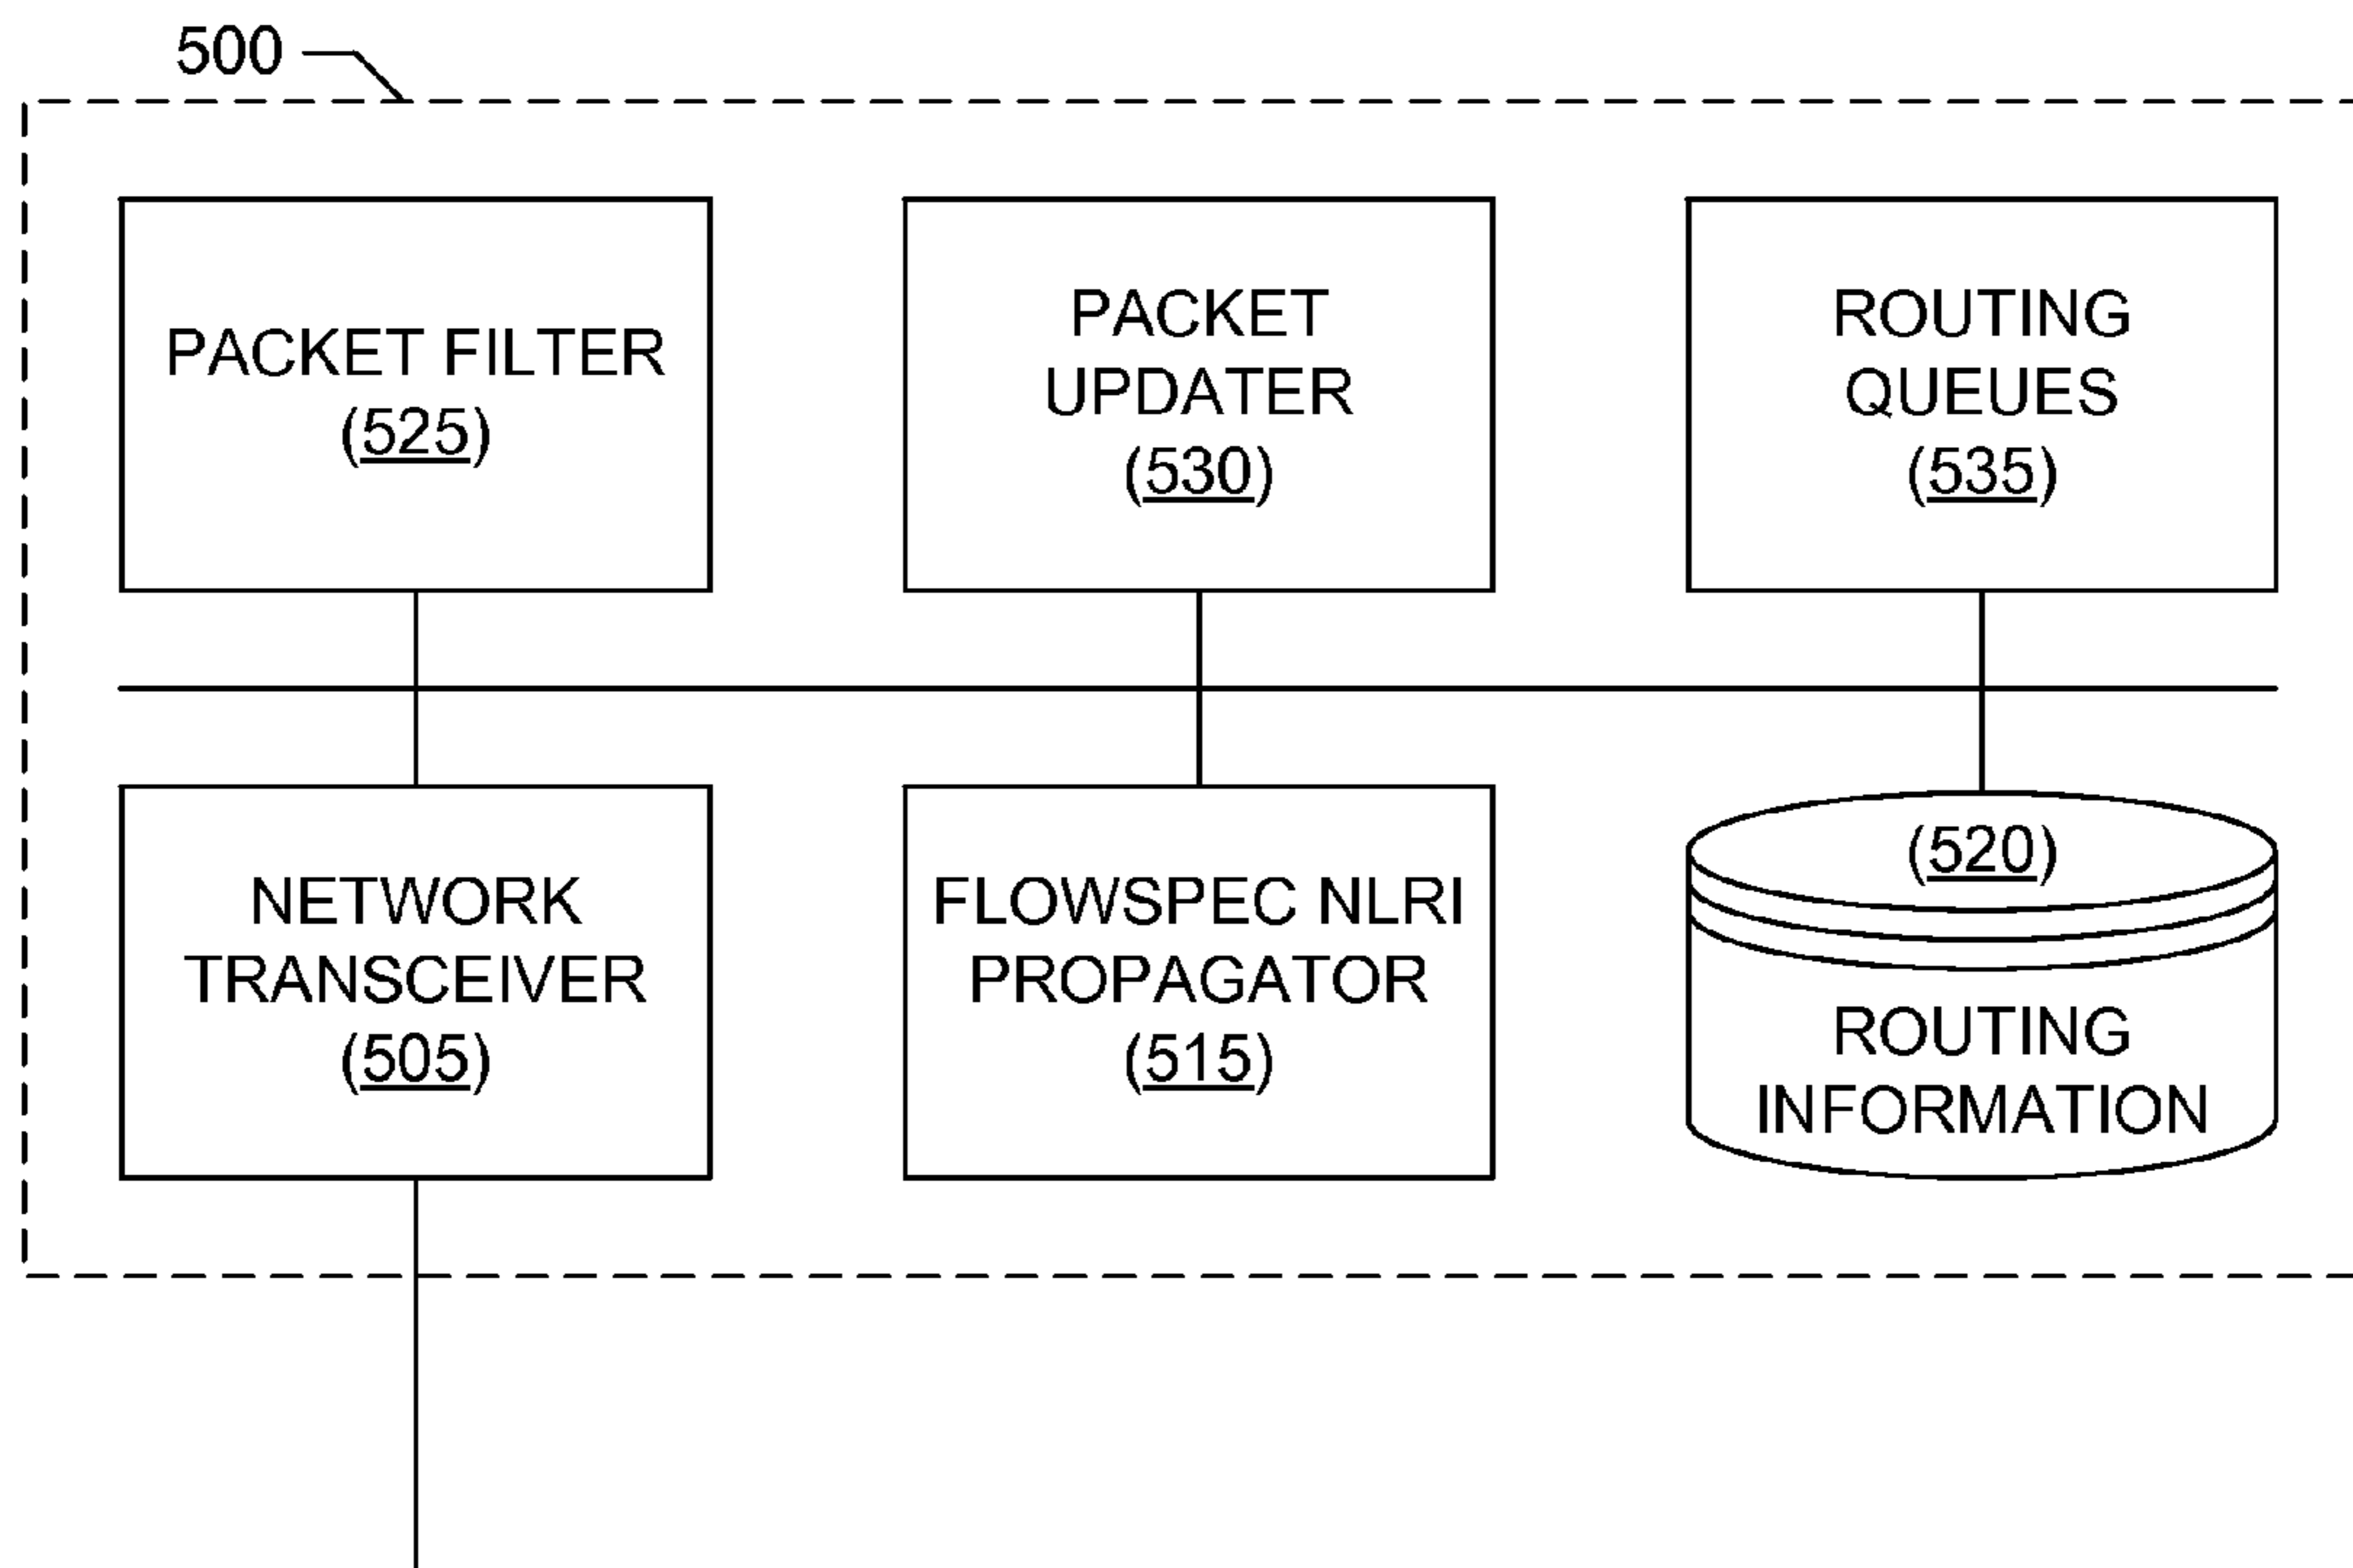 500
PACKET FILTER
(525)
PACKET
UPDATER
(530)
ROUTING
QUEUES
(535)
NETWORK
TRANSCEIVER
(505)
FLOWSPEC NLRI
PROPAGATOR
(515)
(520)
ROUTING
INFORMATION